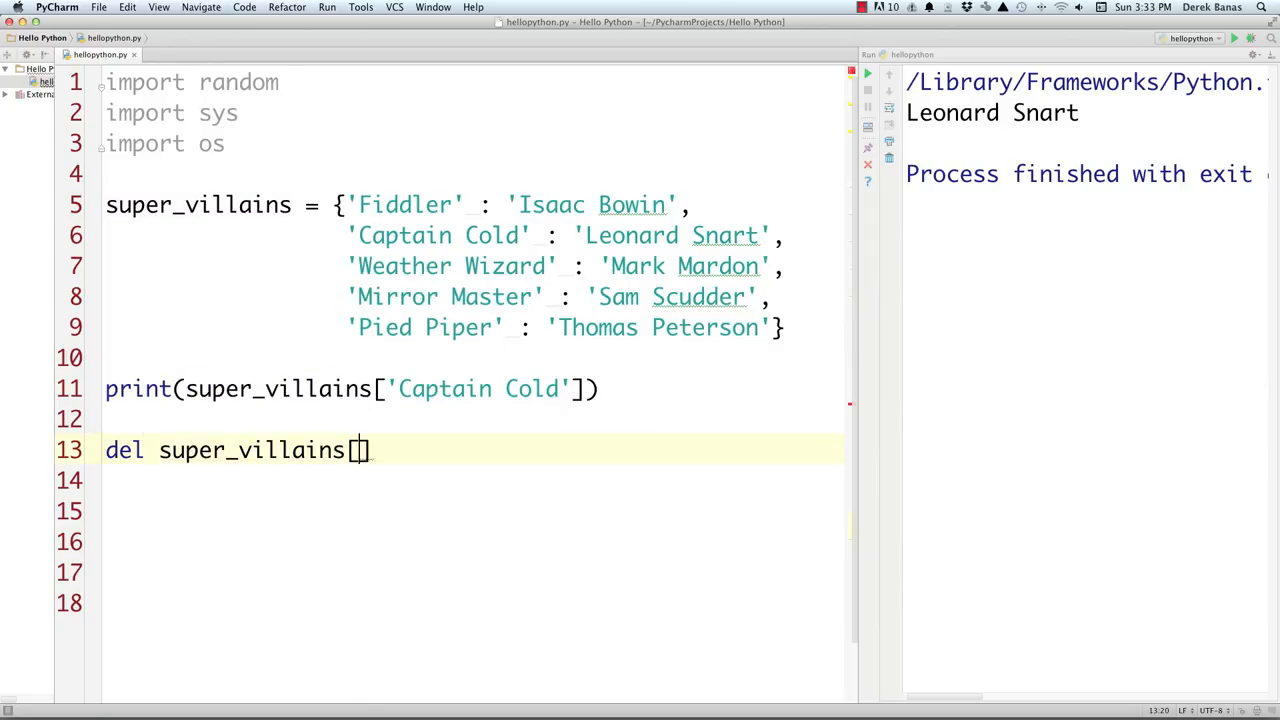 PyCharm File Edit View Navigate Code Refactor Run Tools VCS Window Help 10 Sun 3:33 PM Derek Banas
hellopython.py - Hello Python - [~/PycharmProjects/Hello Python]
Hello Python hellopython.py hellopython
hellopython.py Run hellopython
Hello P
hell
Externa
1 import random
2 import sys
3 import os
4
5 super_villains = {'Fiddler' : 'Isaac Bowin',
6 'Captain Cold' : 'Leonard Snart',
7 'Weather Wizard' : 'Mark Mardon',
8 'Mirror Master' : 'Sam Scudder',
9 'Pied Piper' : 'Thomas Peterson'}
10
11 print(super_villains['Captain Cold'])
12
13 del super_villains[]
14
15
16
17
18
/Library/Frameworks/Python.
Leonard Snart
Process finished with exit
13:20 LF UTF-8